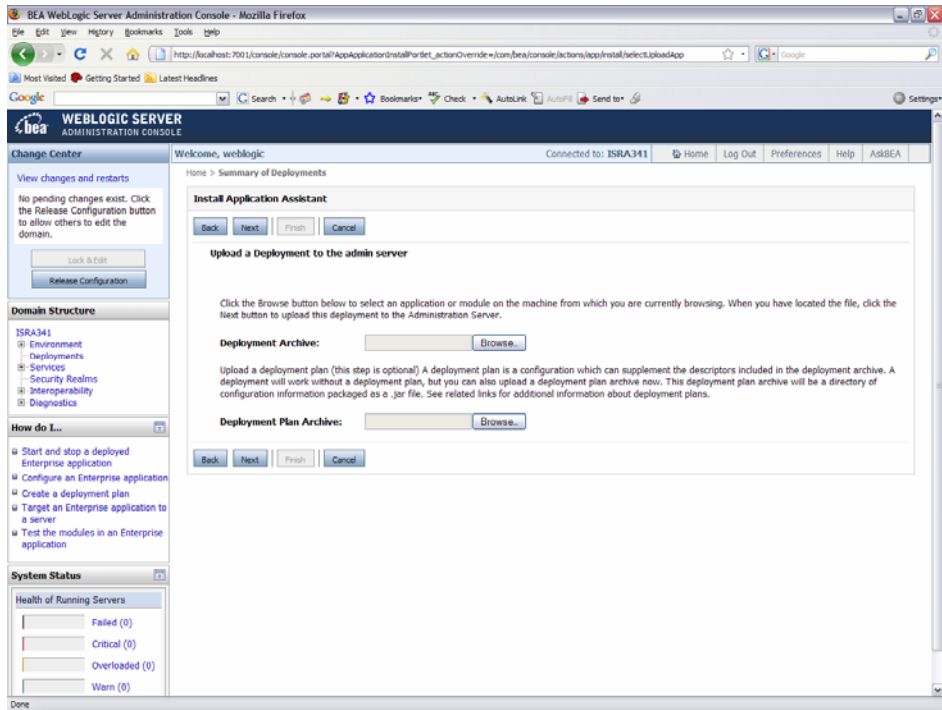 BEA WebLogic Server Administration Console - Mozilla Firefox
File Edit View History Bookmarks Tools Help
http://localhost:7001/console/console.portal?AppApplicationInstallPortlet_actionOverride=/com/bea/console/actions/app/install/selectUploadApp
Google
Most Visited Getting Started Latest Headlines
Google Search Bookmarks Check AutoLink AutoFill Send to Settings
bea WEBLOGIC SERVER
ADMINISTRATION CONSOLE
Change Center
View changes and restarts
No pending changes exist. Click
the Release Configuration button
to allow others to edit the
domain.
Lock & Edit
Release Configuration
Domain Structure
ISRA341
Environment
Deployments
Services
Security Realms
Interoperability
Diagnostics
How do I...
Start and stop a deployed
Enterprise application
Configure an Enterprise application
Create a deployment plan
Target an Enterprise application to
a server
Test the modules in an Enterprise
application
System Status
Health of Running Servers
Failed (0)
Critical (0)
Overloaded (0)
Warn (0)
Welcome, weblogic Connected to: ISRA341 Home Log Out Preferences Help AskBEA
Home > Summary of Deployments
Install Application Assistant
Back Next Finish Cancel
Upload a Deployment to the admin server
Click the Browse button below to select an application or module on the machine from which you are currently browsing. When you have located the file, click the
Next button to upload this deployment to the Administration Server.
Deployment Archive: Browse..
Upload a deployment plan (this step is optional) A deployment plan is a configuration which can supplement the descriptors included in the deployment archive. A
deployment will work without a deployment plan, but you can also upload a deployment plan archive now. This deployment plan archive will be a directory of
configuration information packaged as a .jar file. See related links for additional information about deployment plans.
Deployment Plan Archive: Browse..
Back Next Finish Cancel
Done